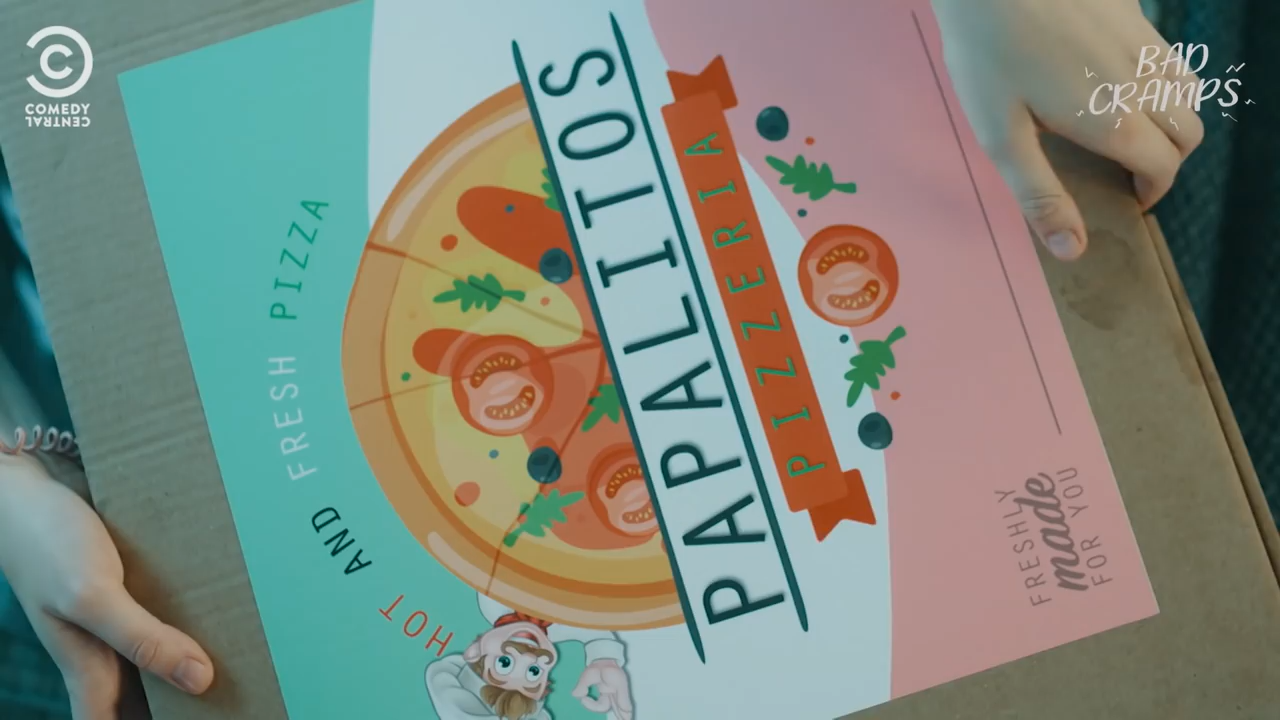 COMEDY
CENTRAL
BAD
CRAMPS
HOT AND FRESH PIZZA
PAPALITOS
PIZZERIA
FRESHLY
made
FOR YOU